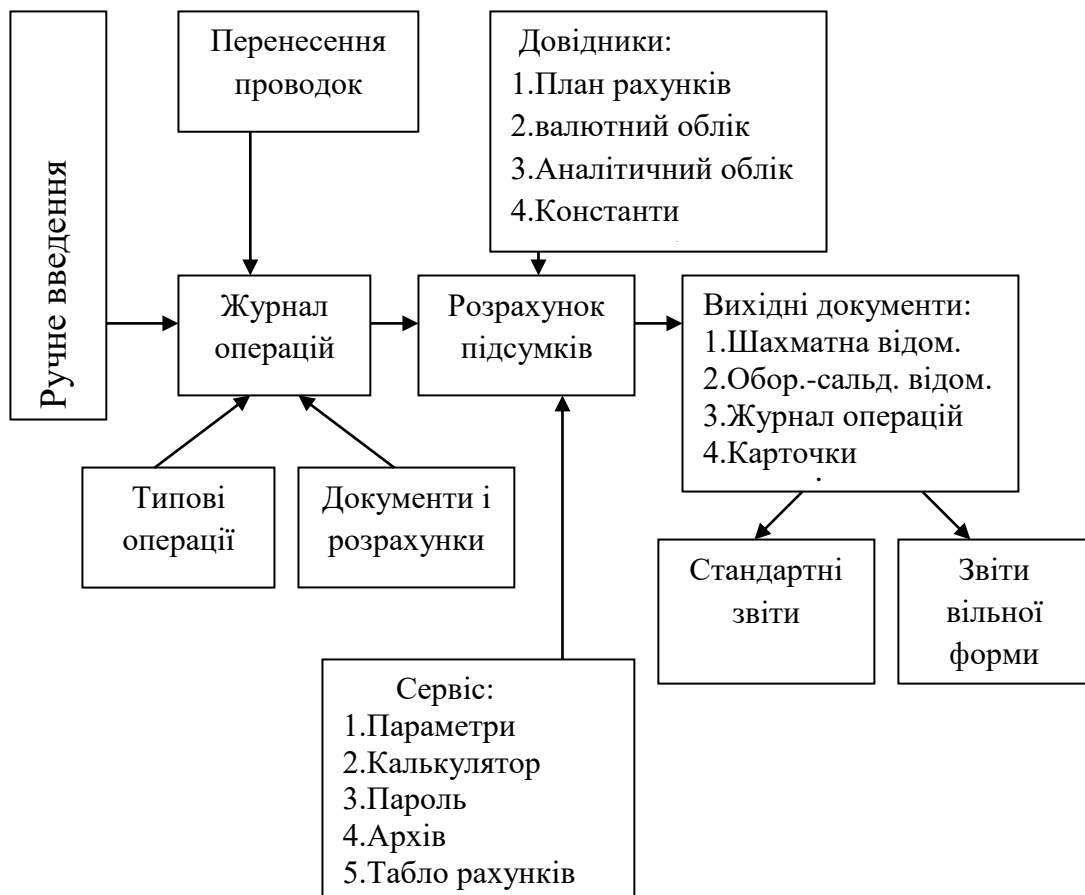 Перенесення
проводок
Довідники:
1.План рахунків
2.валютний облік
3.Аналітичний облік
4.Константи
Ручне введення
Журнал
операцій
Розрахунок
підсумків
Вихідні документи:
1.Шахматна відом.
2.Обор.-сальд. відом.
3.Журнал операцій
4.Карточки
Типові
операції
Документи і
розрахунки
Стандартні
звіти
Звіти
вільної
форми
Сервіс:
1.Параметри
2.Калькулятор
3.Пароль
4.Архів
5.Табло рахунків